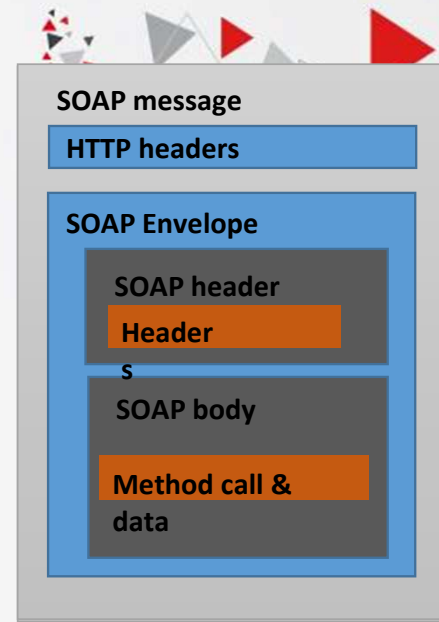 SOAP message
HTTP headers
SOAP Envelope
SOAP header
Header
s
SOAP body
Method call &
data